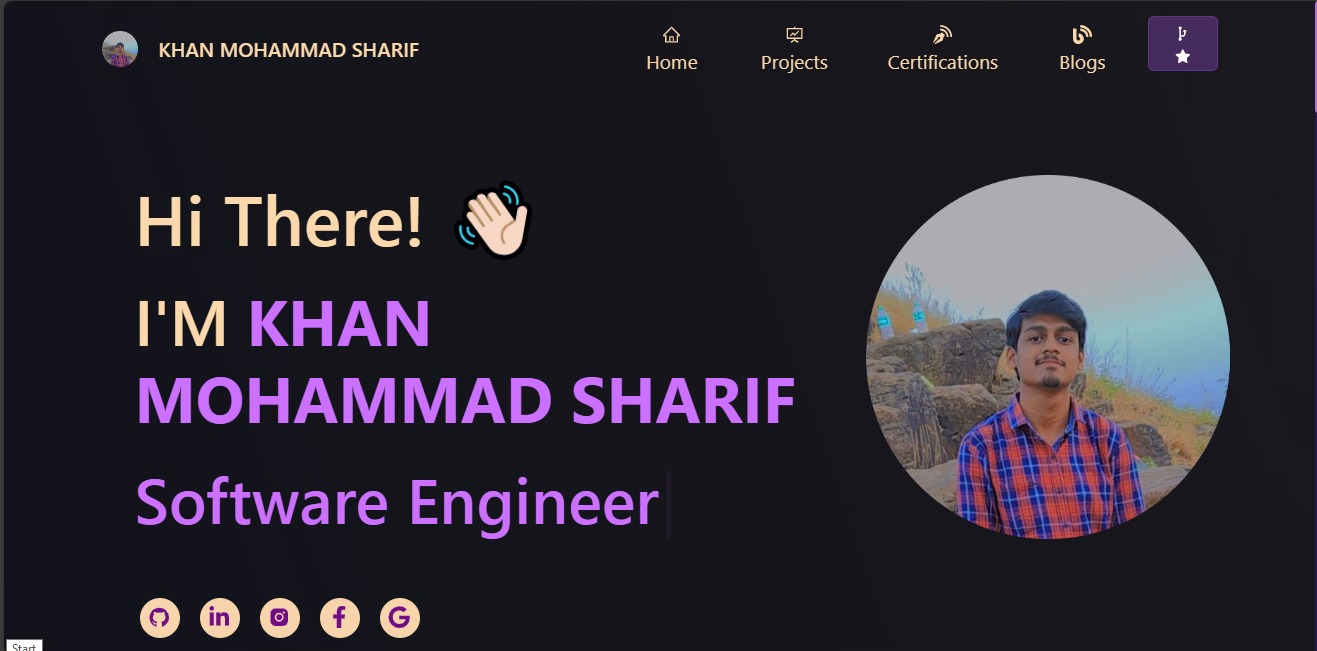 KHAN MOHAMMAD SHARIF
Home
Projects
Certifications
Blogs
Hi There!
I'M KHAN
MOHAMMAD SHARIF
Software Engineer
Start